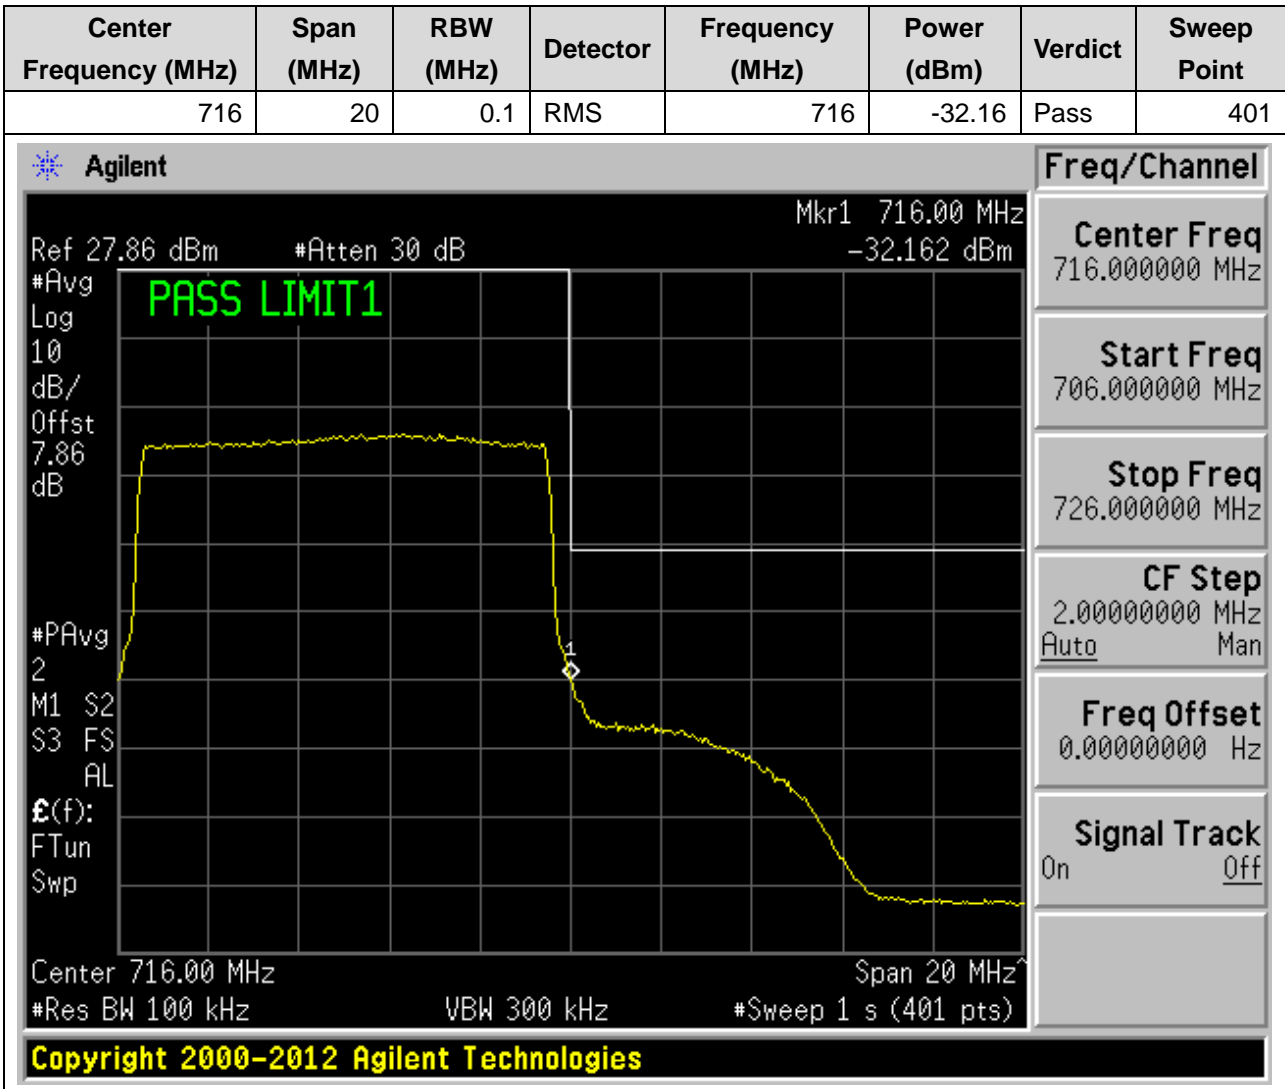 Center Frequency (MHz) Span (MHz) RBW (MHz) Detector Frequency (MHz) Power (dBm) Verdict Sweep Point
716 20 0.1 RMS 716 -32.16 Pass 401
Agilent
Freq/Channel
Mkr1 716.00 MHz
Ref 27.86 dBm #Atten 30 dB -32.162 dBm
#Avg
Log
10
dB/
Offst
7.86
dB
PASS LIMIT1
1
#PAvg
2
M1 S2
S3 FS
AL
£(f):
FTun
Swp
Center 716.00 MHz Span 20 MHz^
#Res BW 100 kHz VBW 300 kHz #Sweep 1 s (401 pts)
Center Freq
716.000000 MHz
Start Freq
706.000000 MHz
Stop Freq
726.000000 MHz
CF Step
2.00000000 MHz
Auto Man
Freq Offset
0.00000000 Hz
Signal Track
On Off
Copyright 2000-2012 Agilent Technologies